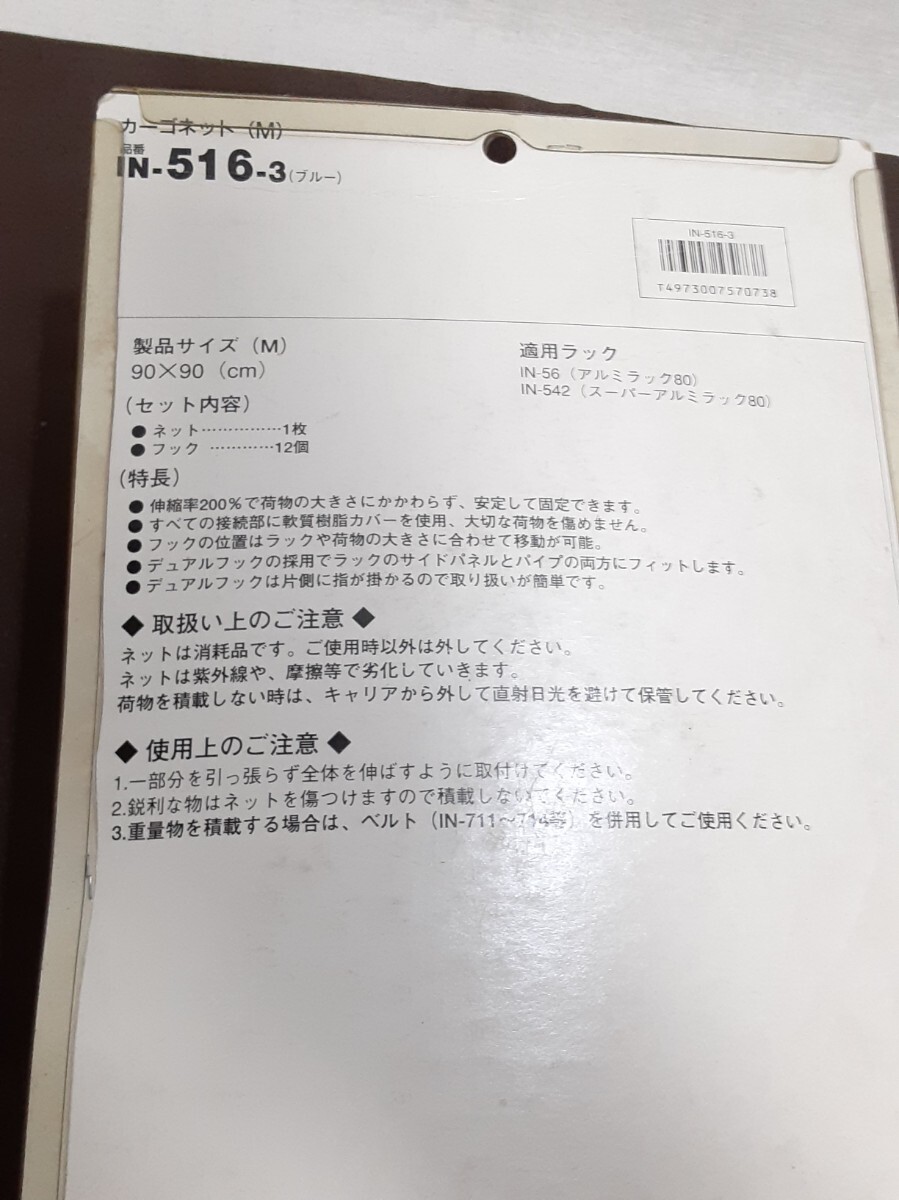 カーゴネット（M）
品番
IN-516-3（ブルー）
IN-516-3
T4973007570738
製品サイズ（M）
90×90（cm）
適用ラック
IN-56（アルミラック80）
IN-542（スーパーアルミラック80）
（セット内容）
●ネット……………1枚
●フック …………12個
（特長）
●伸縮率200％で荷物の大きさにかかわらず、安定して固定できます。
●すべての接続部に軟質樹脂カバーを使用、大切な荷物を傷めません。
●フックの位置はラックや荷物の大きさに合わせて移動が可能。
●デュアルフックの採用でラックのサイドパネルとパイプの両方にフィットします。
●デュアルフックは片側に指が掛かるので取り扱いが簡単です。
◆ 取扱い上のご注意 ◆
ネットは消耗品です。ご使用時以外は外してください。
ネットは紫外線や、摩擦等で劣化していきます。
荷物を積載しない時は、キャリアから外して直射日光を避けて保管してください。
◆ 使用上のご注意 ◆
1.一部分を引っ張らず全体を伸ばすように取付けてください。
2.鋭利な物はネットを傷つけますので積載しないでください。
3.重量物を積載する場合は、ベルト（IN-711〜714等）を併用してご使用ください。